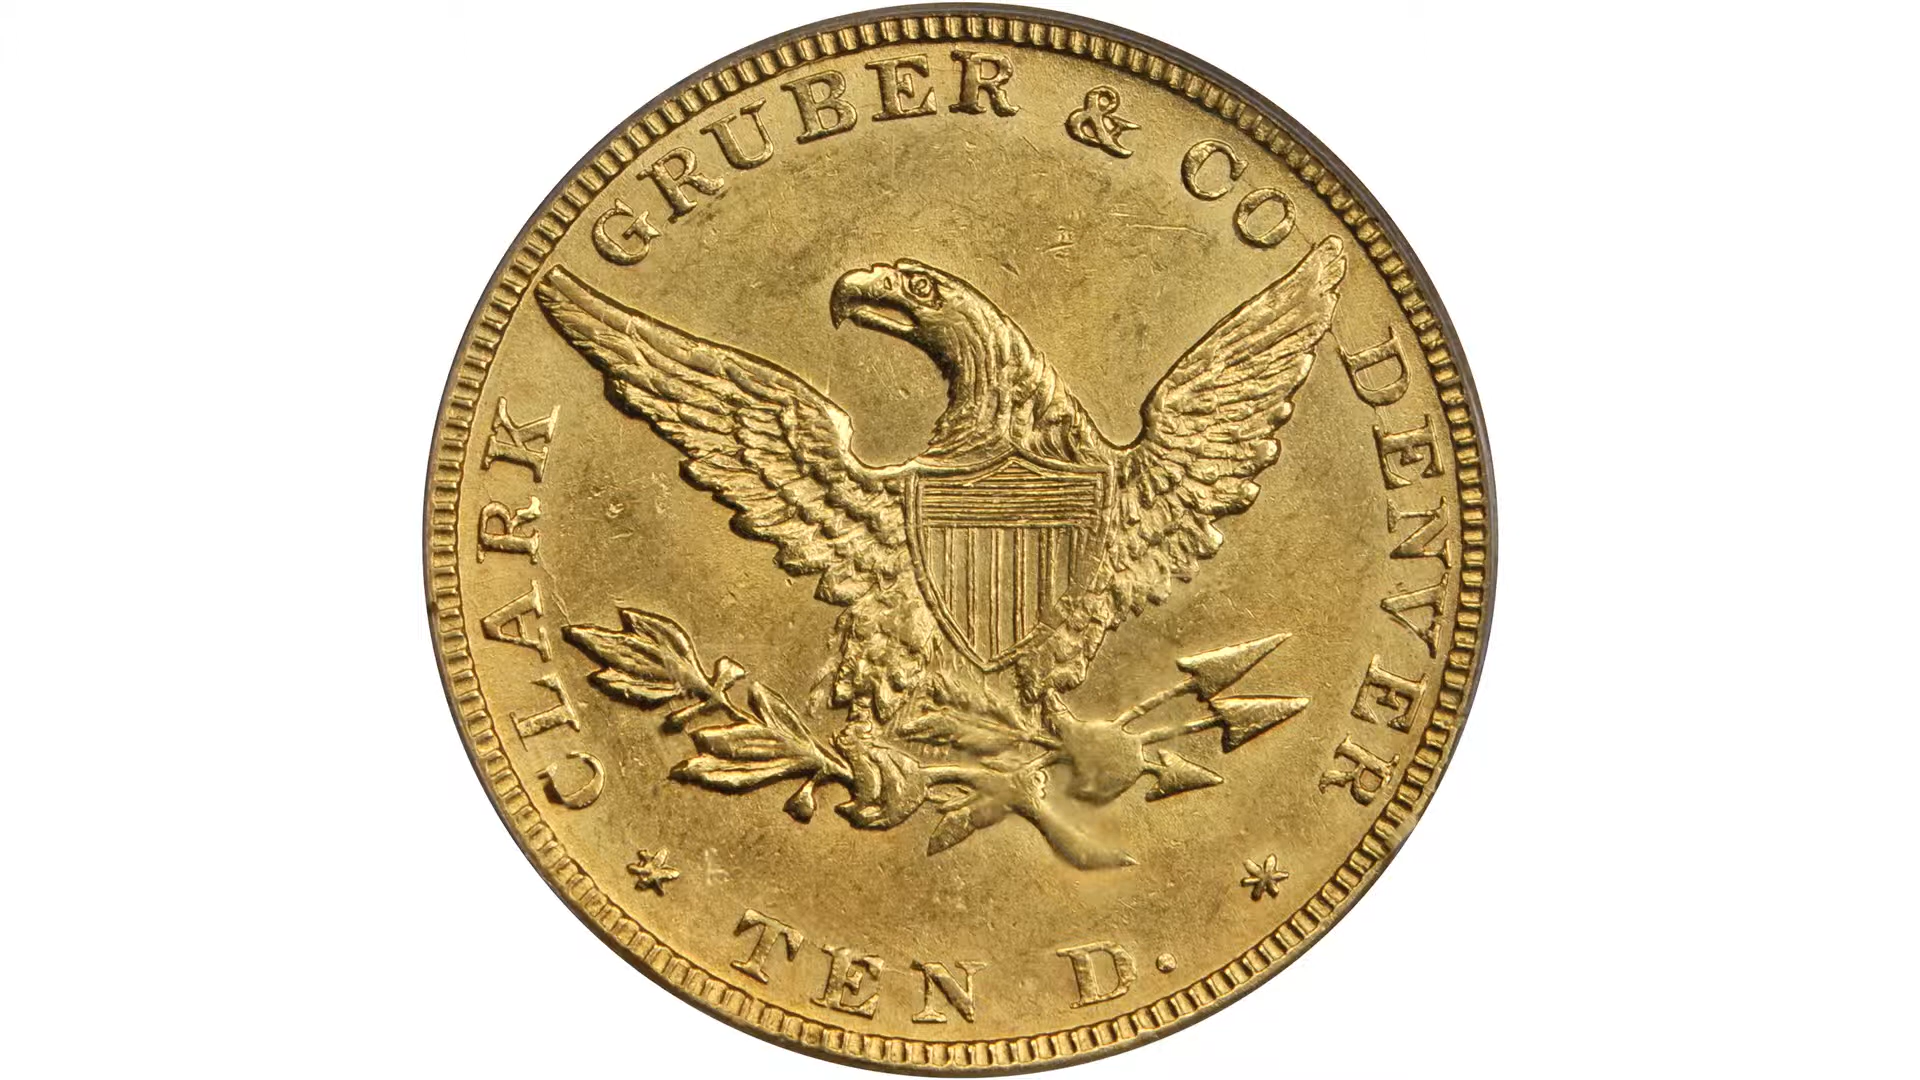 CLARK GRUBER & CO DENVER
* TEN D. *